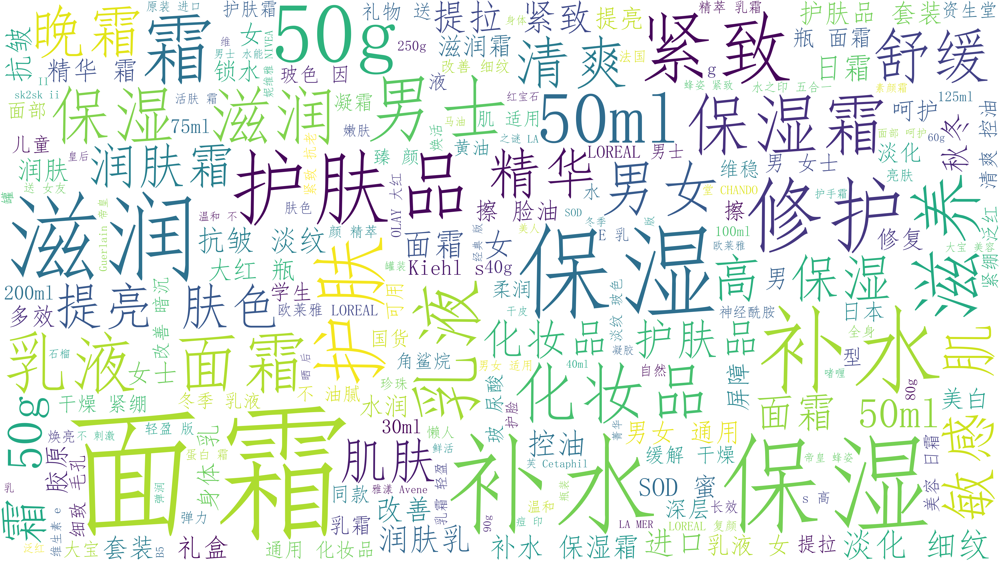 原装 进口
护肤霜
50g
礼物 送
提拉 紧致
身体
提亮
精萃 乳霜
护肤品 套装
资生堂
晚霜
霜
女
维
男士 水能
妮维雅 NIVEA
250g
滋润霜
清爽
法国
紧致
瓶 面霜
舒缓
抗皱
精华 霜
锁水
玻色 因
改善 细纹
液
g
日霜
II
sk2sk ii
活肤 霜
面部
保湿
滋润
凝霜
男士
红宝石
蜂姿 紧致
水之印 五合一
素颜霜
125ml
75ml
嫩肤
马油
肌 适用
50ml
保湿霜
呵护
秋冬
清爽 控油
儿童
皇后
润肤
润肤霜
紧致 抗老
焕活
黄油
之谜 LA
面部 呵护
60g
护肤品
臻 颜
精华
LOREAL 男士
男女
维稳
男 女士
淡化
亮肤
送 女友
罐
滋润
Guerlain 帝皇
温和 不
肤色
OLAY 大红
擦 脸油
水
SOD
堂 CHANDO
擦
修护
护手霜
滋养
泛红
抗皱 淡纹
颜 精萃
面霜
经典 版
女
美人
冬季
E 乳
版
100ml
欧莱雅
修复
大宝 美容
紧绷
大红 瓶
护肤
罐装
Kiehl s40g
保湿
高保湿
男
200ml
提亮 肤色
改善 暗沉
学生
可用
乳液
柔润
淡纹 玻色
多效
欧莱雅 LOREAL
干皮
神经酰胺
日本
乳液
面霜
国货
化妆品 护肤品
凝胶
补水
全身
敏感肌
石榴
女士
晒后
角鲨烷
男女 适用
40ml
自然
屏障
型
啫喱
霜 50g
干燥 紧绷
冬季 乳液
不 油腻
珍珠
水润
玻 尿酸
化妆品
面霜
50ml
80g
美白
面霜
焕亮
不 刺激
轻盈 版
身体 乳
30ml
懒人
护脸
控油
菁华
男女 通用
胶原
毛孔
蛋白 霜
肌肤
鲜活
补水
芙 Cetaphil
缓解 干燥
保湿
帝皇 蜂姿
美容 日霜
乳
弹润
同款
雅漾 Avene
乳霜 轻盈
瓶装
SOD 蜜
s 高
维生素 e
细致
弹力
乳霜
改善
温和
深层
长效
90g
痘 印
LA MER
LOREAL 复颜
泛红
大宝
套装
B5
礼盒
通用 化妆品
润肤乳
补水 保湿霜
进口
乳液 女
提拉
淡化 细纹